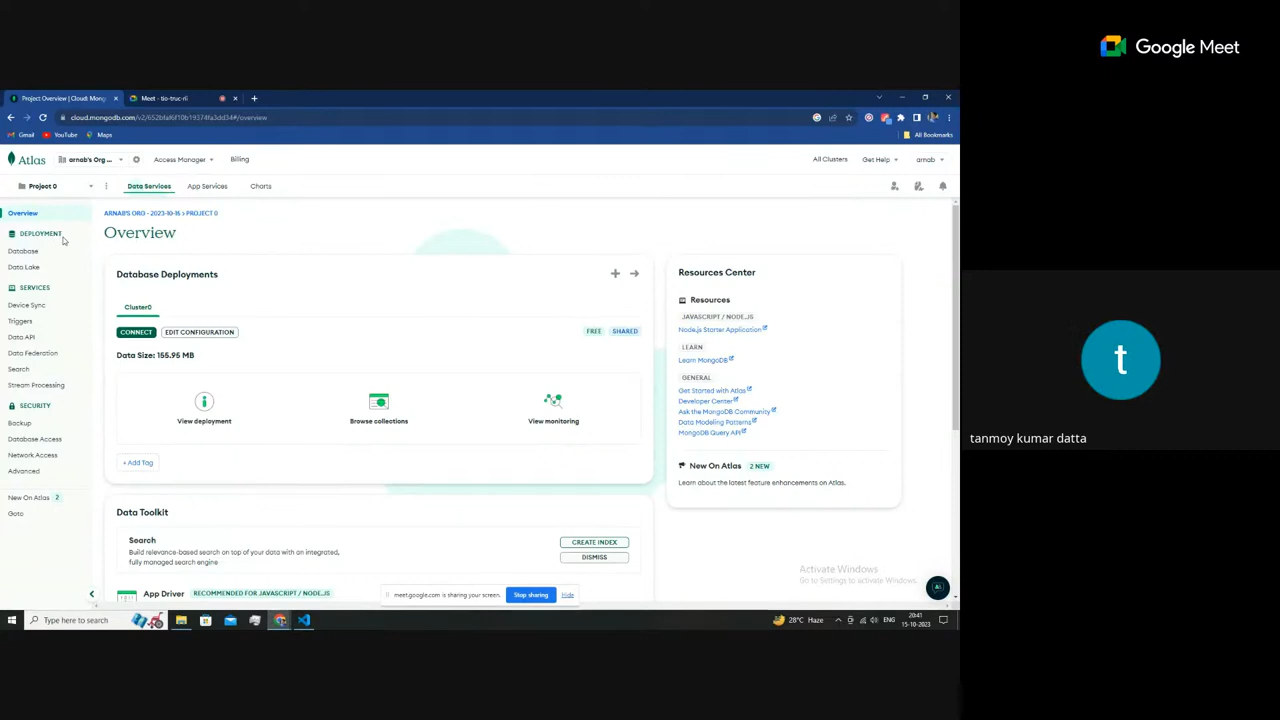 Google Meet
Project Overview | Cloud: Mong
Meet - tio-truc-rii
cloud.mongodb.com/v2/652bfaf6f10b19374fa3dd34#/overview
Gmail YouTube Maps All Bookmarks
Atlas arnab's Org ... Access Manager Billing All Clusters Get Help arnab
Project 0 Data Services App Services Charts
Overview
DEPLOYMENT
Database
Data Lake
SERVICES
Device Sync
Triggers
Data API
Data Federation
Search
Stream Processing
SECURITY
Backup
Database Access
Network Access
Advanced
New On Atlas 2
Goto
ARNAB'S ORG - 2023-10-15 > PROJECT 0
Overview
Database Deployments
Cluster0
CONNECT EDIT CONFIGURATION FREE SHARED
Data Size: 155.95 MB
View deployment Browse collections View monitoring
+ Add Tag
Data Toolkit
Search
Build relevance-based search on top of your data with an integrated,
fully managed search engine
CREATE INDEX
DISMISS
App Driver RECOMMENDED FOR JAVASCRIPT / NODE.JS
Resources Center
Resources
JAVASCRIPT / NODE.JS
Node.js Starter Application
LEARN
Learn MongoDB
GENERAL
Get Started with Atlas
Developer Center
Ask the MongoDB Community
Data Modeling Patterns
MongoDB Query API
New On Atlas 2 NEW
Learn about the latest feature enhancements on Atlas.
Activate Windows
Go to Settings to activate Windows.
meet.google.com is sharing your screen. Stop sharing Hide
Type here to search
28°C Haze ENG 20:41
15-10-2023
t
tanmoy kumar datta